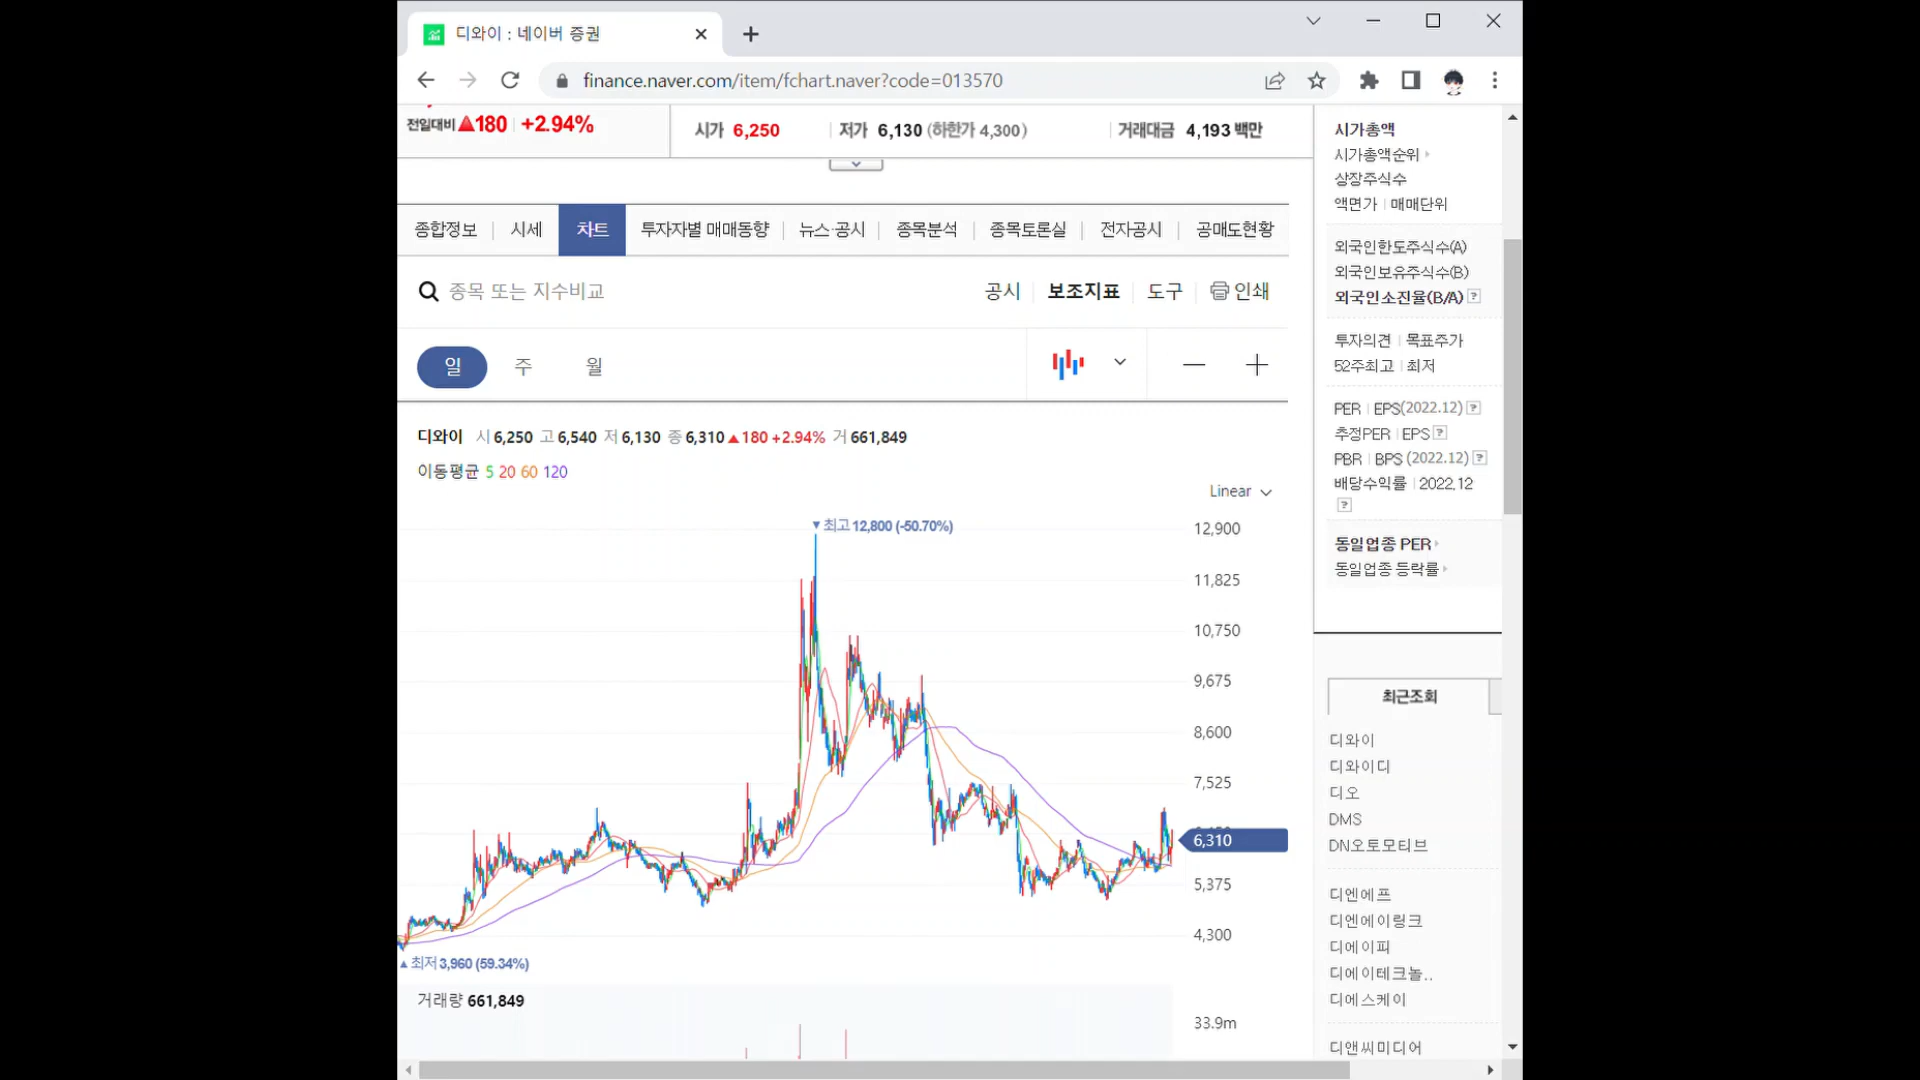 디와이 : 네이버 증권
finance.naver.com/item/fchart.naver?code=013570
전일대비 ▲180 | +2.94%
시가 6,250 | 저가 6,130 (하한가 4,300) | 거래대금 4,193 백만
종합정보 | 시세 차트 투자자별 매매동향 | 뉴스·공시 | 종목분석 | 종목토론실 | 전자공시 | 공매도현황
종목 또는 지수비교
공시 보조지표 도구 인쇄
일 주 월
디와이 시 6,250 고 6,540 저 6,130 종 6,310 ▲180 +2.94% 거 661,849
이동평균 5 20 60 120
Linear
▼최고 12,800 (-50.70%)
12,900
11,825
10,750
9,675
8,600
7,525
6,310
5,375
4,300
▲최저 3,960 (59.34%)
거래량 661,849
33.9m
시가총액
시가총액순위
상장주식수
액면가 | 매매단위
외국인한도주식수(A)
외국인보유주식수(B)
외국인소진율(B/A) ?
투자의견 | 목표주가
52주최고 | 최저
PER | EPS(2022.12) ?
추정PER | EPS ?
PBR | BPS (2022.12) ?
배당수익률 | 2022.12
?
동일업종 PER
동일업종 등락률
최근조회
디와이
디와이디
디오
DMS
DN오토모티브
디엔에프
디엔에이링크
디에이피
디에이테크놀..
디에스케이
디앤씨미디어